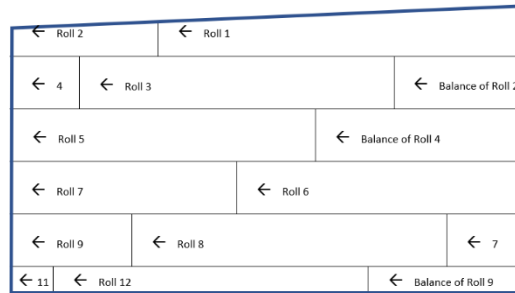 ← Roll 2 ← Roll 1
← 4 ← Roll 3 ← Balance of Roll 2
← Roll 5 ← Balance of Roll 4
← Roll 7 ← Roll 6
← Roll 9 ← Roll 8 ← 7
← 11 ← Roll 12 ← Balance of Roll 9